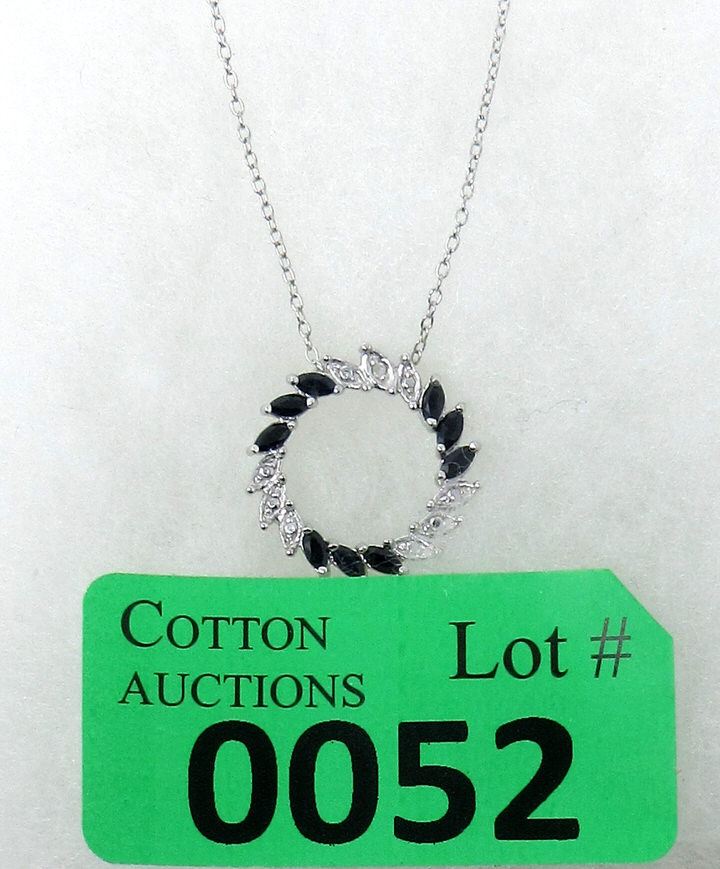 COTTON
AUCTIONS
Lot #
0052